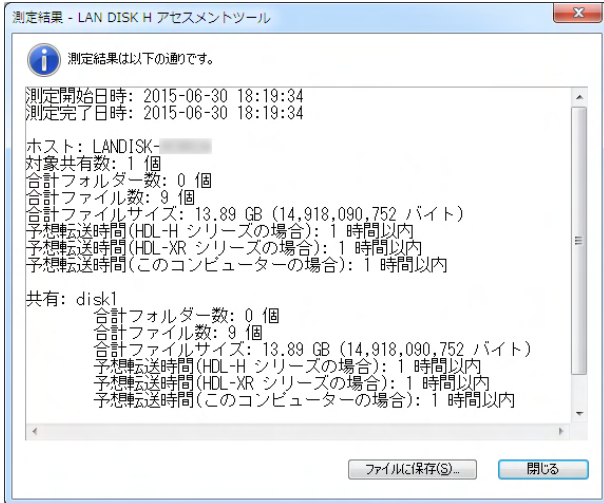 測定結果 - LAN DISK H アセスメントツール
測定結果は以下の通りです。
測定開始日時: 2015-06-30 18:19:34
測定完了日時: 2015-06-30 18:19:34
ホスト: LANDISK-
対象共有数: 1 個
合計フォルダー数: 0 個
合計ファイル数: 9 個
合計ファイルサイズ: 13.89 GB (14,918,090,752 バイト)
予想転送時間(HDL-H シリーズの場合): 1 時間以内
予想転送時間(HDL-XR シリーズの場合): 1 時間以内
予想転送時間(このコンピューターの場合): 1 時間以内
共有: disk1
合計フォルダー数: 0 個
合計ファイル数: 9 個
合計ファイルサイズ: 13.89 GB (14,918,090,752 バイト)
予想転送時間(HDL-H シリーズの場合): 1 時間以内
予想転送時間(HDL-XR シリーズの場合): 1 時間以内
予想転送時間(このコンピューターの場合): 1 時間以内
ファイルに保存(S)... 閉じる